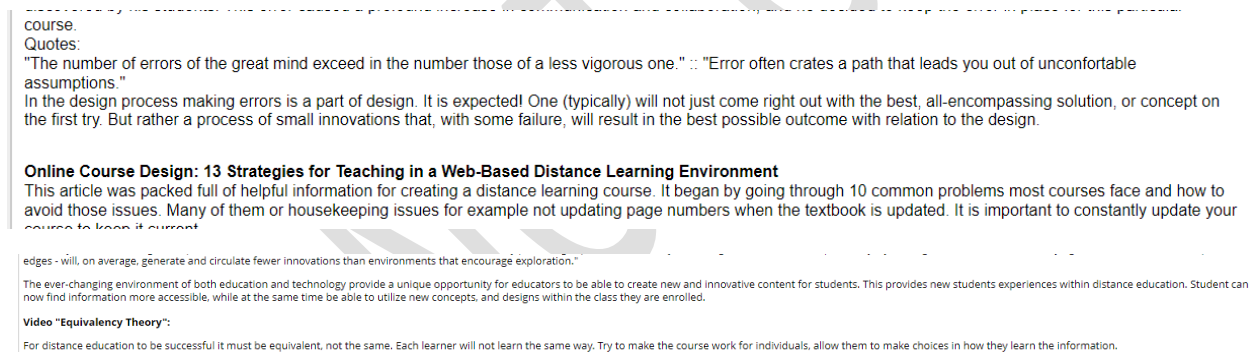 course.
Quotes:
"The number of errors of the great mind exceed in the number those of a less vigorous one." :: "Error often crates a path that leads you out of unconfortable
assumptions."
In the design process making errors is a part of design. It is expected! One (typically) will not just come right out with the best, all-encompassing solution, or concept on
the first try. But rather a process of small innovations that, with some failure, will result in the best possible outcome with relation to the design.
Online Course Design: 13 Strategies for Teaching in a Web-Based Distance Learning Environment
This article was packed full of helpful information for creating a distance learning course. It began by going through 10 common problems most courses face and how to
avoid those issues. Many of them or housekeeping issues for example not updating page numbers when the textbook is updated. It is important to constantly update your
course to keep it current
edges - will, on average, generate and circulate fewer innovations than environments that encourage exploration."
The ever-changing environment of both education and technology provide a unique opportunity for educators to be able to create new and innovative content for students. This provides new students experiences within distance education. Student can
now find information more accessible, while at the same time be able to utilize new concepts, and designs within the class they are enrolled.
Video "Equivalency Theory":
For distance education to be successful it must be equivalent, not the same. Each learner will not learn the same way. Try to make the course work for individuals, allow them to make choices in how they learn the information.